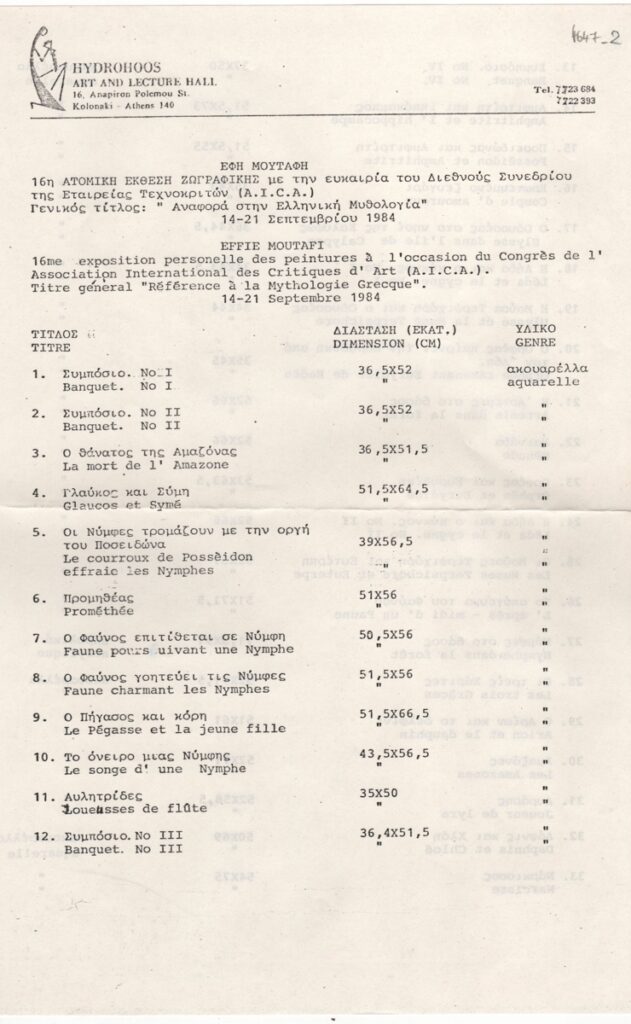 1647_2
HYDROHOOS
ART AND LECTURE HALL
16, Anapiron Polemou St.
Kolonaki - Athens 140
Tel. 7723 684
7722 393
ΕΦΗ ΜΟΥΤΑΦΗ
16η ΑΤΟΜΙΚΗ ΕΚΘΕΣΗ ΖΩΓΡΑΦΙΚΗΣ με την ευκαιρία του Διεθνούς Συνεδρίου
της Εταιρείας Τεχνοκριτών (A.I.C.A.)
Γενικός τίτλος: " Αναφορά στην Ελληνική Μυθολογία"
14-21 Σεπτεμβρίου 1984
EFFIE MOUTAFI
16me exposition personelle des peintures à l'occasion du Congrès de l'
Association International des Critiques d' Art (A.I.C.A.).
Titre général "Référence à la Mythologie Grecque".
14-21 Septembre 1984
ΤΙΤΛΟΣ ΔΙΑΣΤΑΣΗ (ΕΚΑΤ.) ΥΛΙΚΟ
TITRE DIMENSION (CM) GENRE
1. Συμπόσιο. No I 36,5X52 ακουαρέλλα
Banquet. No I " aquarelle
2. Συμπόσιο. No II 36,5X52 "
Banquet. No II " "
3. Ο θάνατος της Αμαζόνας 36,5X51,5 "
La mort de l' Amazone " "
4. Γλαύκος και Σύμη 51,5X64,5 "
Glaucos et Symé " "
5. Οι Νύμφες τρομάζουν με την οργή 39X56,5 "
του Ποσειδώνα
Le courroux de Possèidon " "
effraie les Nymphes
6. Προμηθέας 51X56 "
Prométhée " "
7. Ο Φαύνος επιτίθεται σε Νύμφη 50,5X56 "
Faune pours uivant une Nymphe " "
8. Ο Φαύνος γοητεύει τις Νύμφες 51,5X56 "
Faune charmant les Nymphes " "
9. Ο Πήγασος και κόρη 51,5X66,5 "
Le Pégasse et la jeune fille " "
10. Το όνειρο μιας Νύμφης 43,5X56,5 "
Le songe d' une Nymphe " "
11. Αυλητρίδες 35X50 "
de flûte " "
12. Συμπόσιο. No III 36,4X51,5 "
Banquet. No III " "